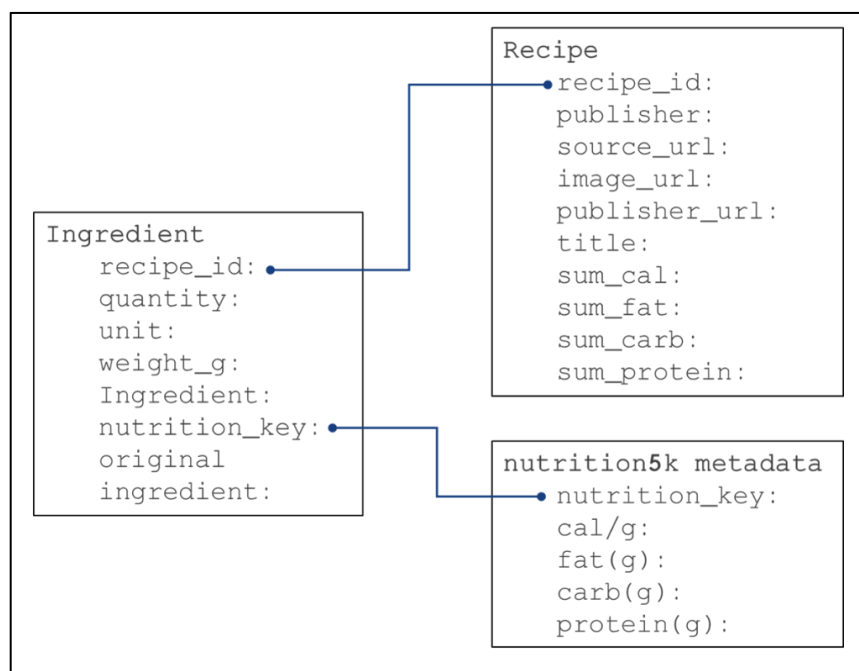 Recipe
recipe_id:
publisher:
source_url:
image_url:
publisher_url:
title:
sum_cal:
sum_fat:
sum_carb:
sum_protein:
Ingredient
recipe_id:
quantity:
unit:
weight_g:
Ingredient:
nutrition_key:
original
ingredient:
nutrition5k metadata
nutrition_key:
cal/g:
fat(g):
carb(g):
protein(g):